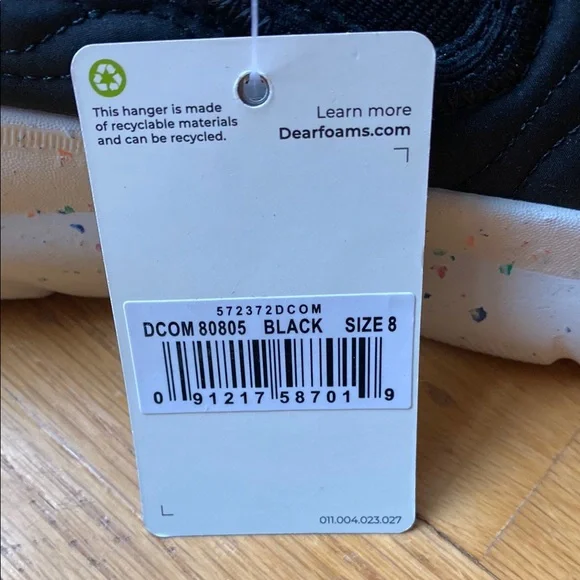 This hanger is made
of recyclable materials
and can be recycled.
Learn more
Dearfoams.com
572372DCOM
DCOM 80805 BLACK SIZE 8
0 91217 58701 9
011.004.023.027